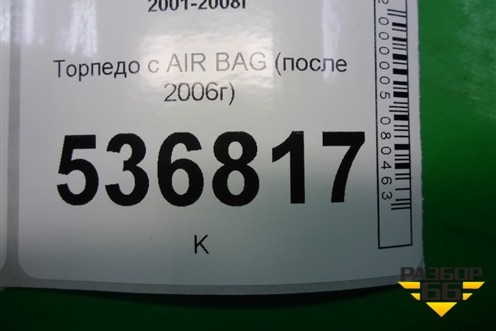 2001-2008г
Торпедо с AIR BAG (после
2006г)
536817
К
2000005080463
РАЗБОР
66